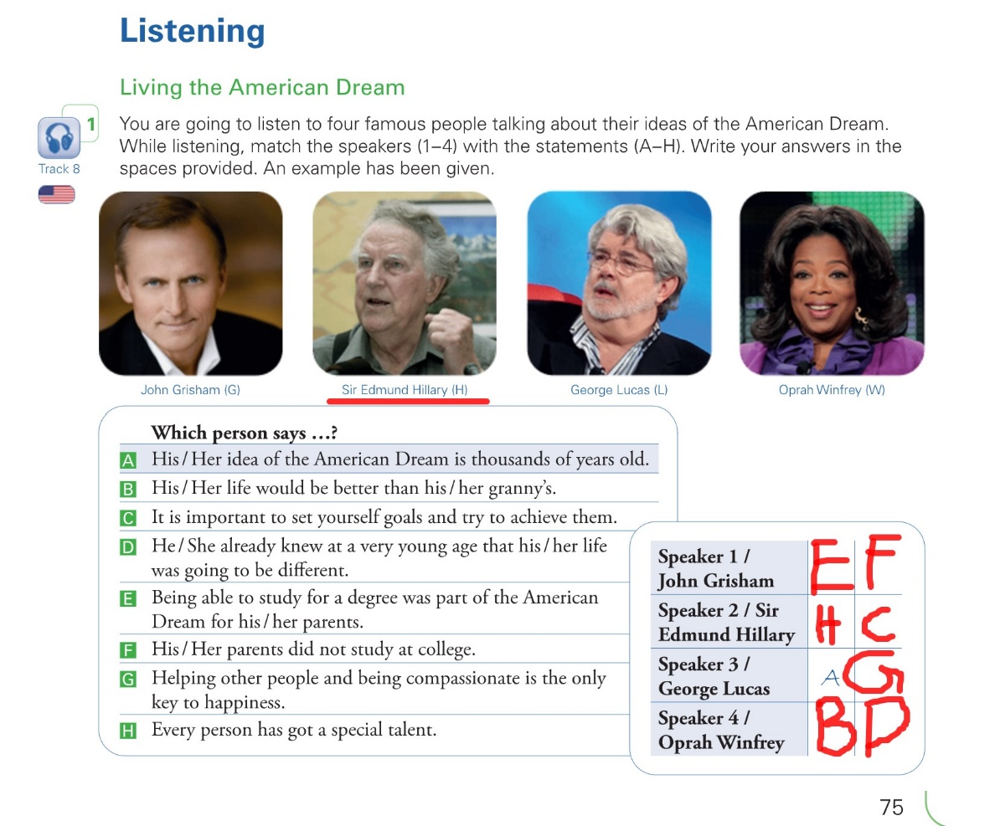 Listening
Living the American Dream
1
You are going to listen to four famous people talking about their ideas of the American Dream.
While listening, match the speakers (1–4) with the statements (A–H). Write your answers in the
spaces provided. An example has been given.
Track 8
John Grisham (G)
Sir Edmund Hillary (H)
George Lucas (L)
Oprah Winfrey (W)
Which person says …?
A His / Her idea of the American Dream is thousands of years old.
B His / Her life would be better than his / her granny's.
C It is important to set yourself goals and try to achieve them.
D He / She already knew at a very young age that his / her life
was going to be different.
E Being able to study for a degree was part of the American
Dream for his / her parents.
F His / Her parents did not study at college.
G Helping other people and being compassionate is the only
key to happiness.
H Every person has got a special talent.
Speaker 1 /
John Grisham
E F
Speaker 2 / Sir
Edmund Hillary
H C
Speaker 3 /
George Lucas
A G
Speaker 4 /
Oprah Winfrey
B D
75